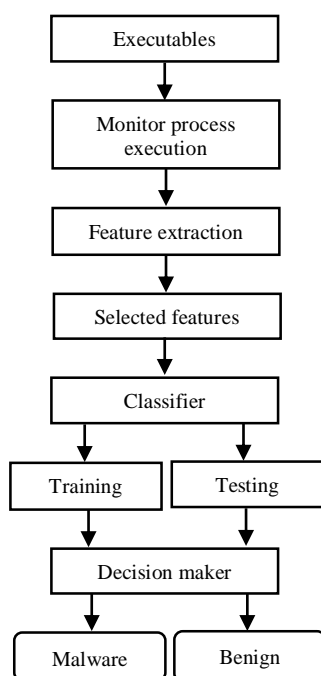 Executables
Monitor process
execution
Feature extraction
Selected features
Classifier
Training
Testing
Decision maker
Malware
Benign